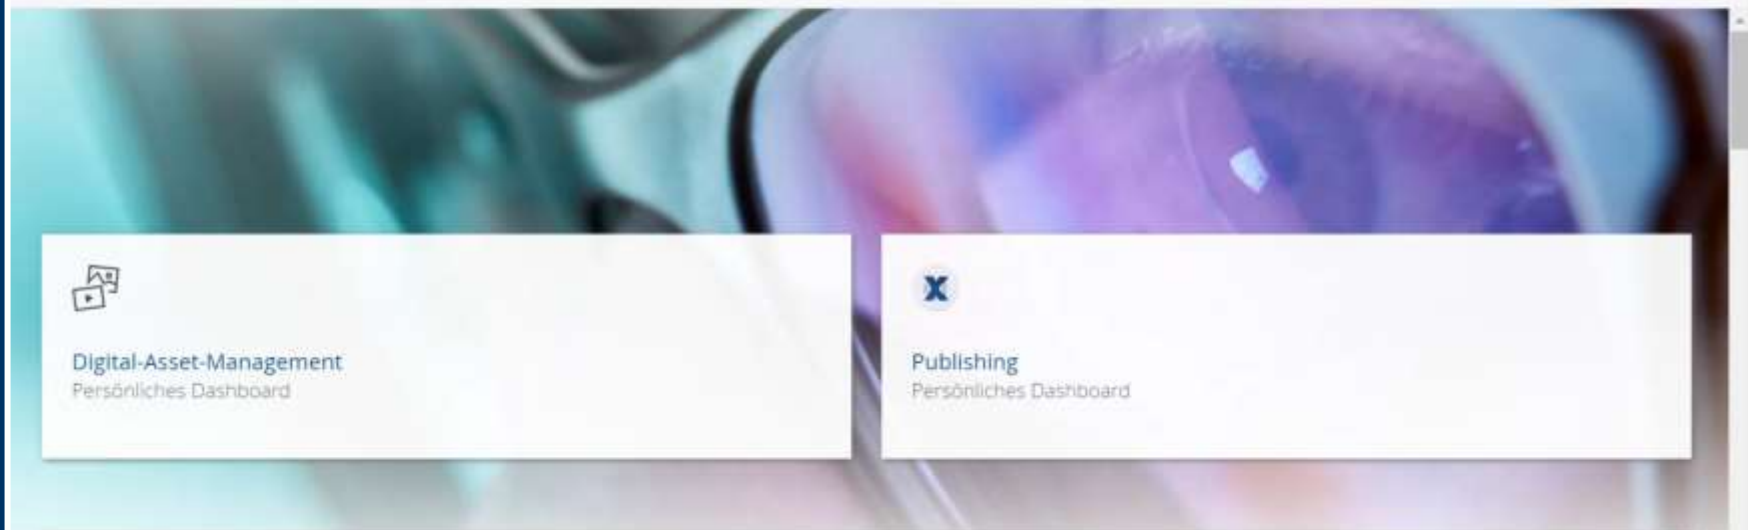 Digital-Asset-Management
Persönliches Dashboard
Publishing
Persönliches Dashboard